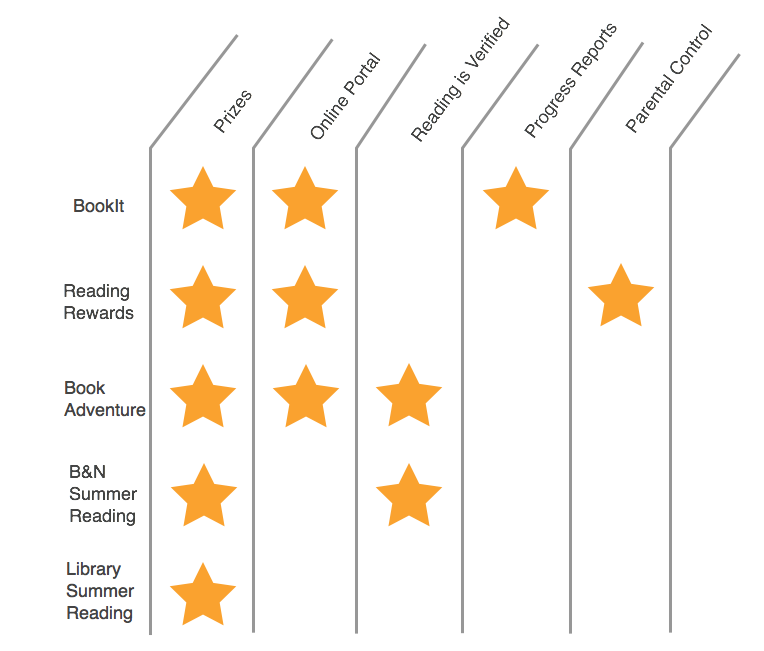 Prizes
Online Portal
Reading is Verified
Progress Reports
Parental Control
BookIt
Reading
Rewards
Book
Adventure
B&N
Summer
Reading
Library
Summer
Reading